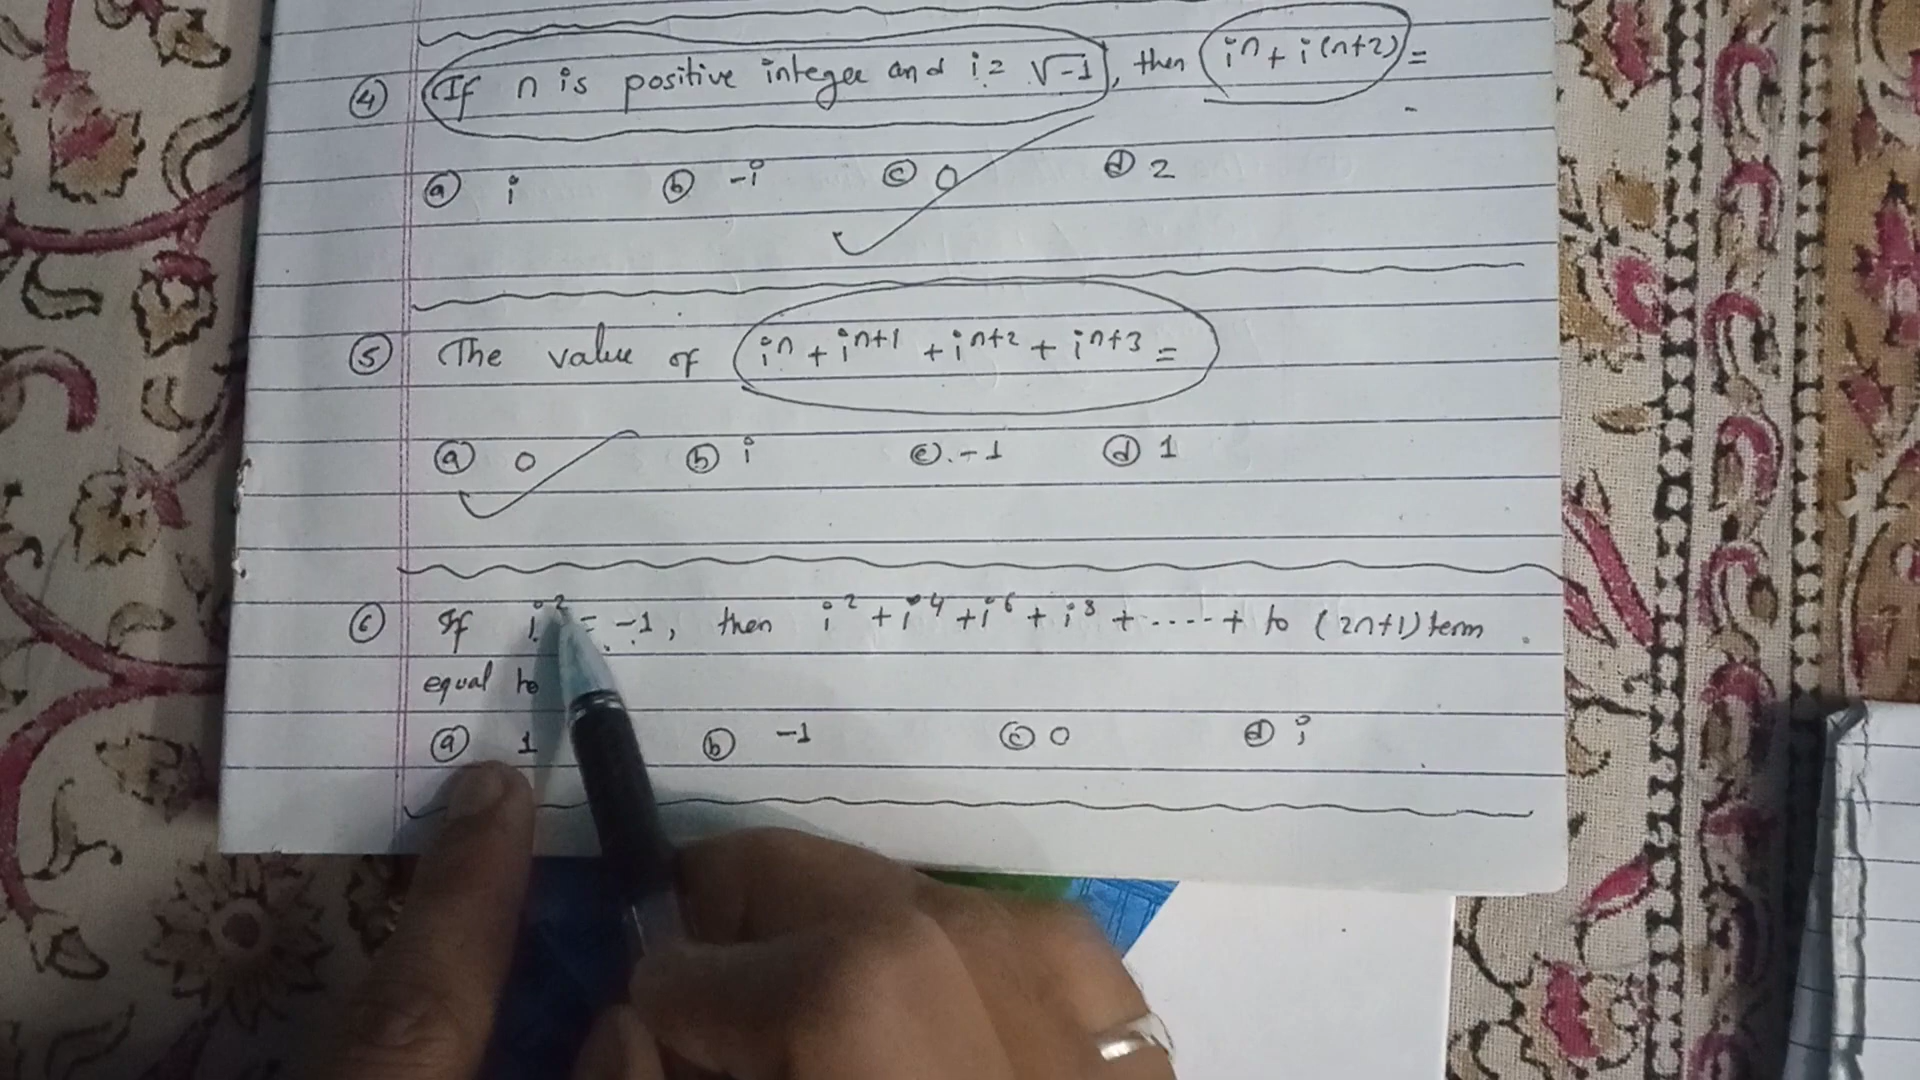 ④ If n is positive integer and i = √-1, then iⁿ + i(n+2) =
ⓐ i ⓑ -i ⓒ 0 ⓓ 2
⑤ The value of iⁿ + iⁿ⁺¹ + iⁿ⁺² + iⁿ⁺³ =
ⓐ 0 ⓑ i ⓒ -1 ⓓ 1
⑥ If i² = -1, then i² + i⁴ + i⁶ + i⁸ + .... + to (2n+1) term
equal to
ⓐ 1 ⓑ -1 ⓒ 0 ⓓ i